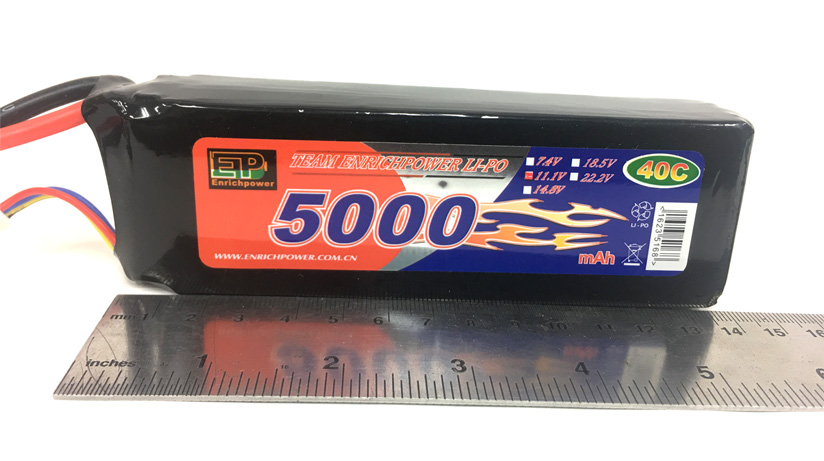 EP
Enrichpower
TEAM ENRICHPOWER LI-PO
7.4V 18.5V
11.1V 22.2V
14.8V
40C
5000
mAh
LI-PO
WWW.ENRICHPOWER.COM.CN
mm 1 2 3 4 5 6 7 8 9 10 11 12 13 14 15 16
inches 1 2 3 4 5 6